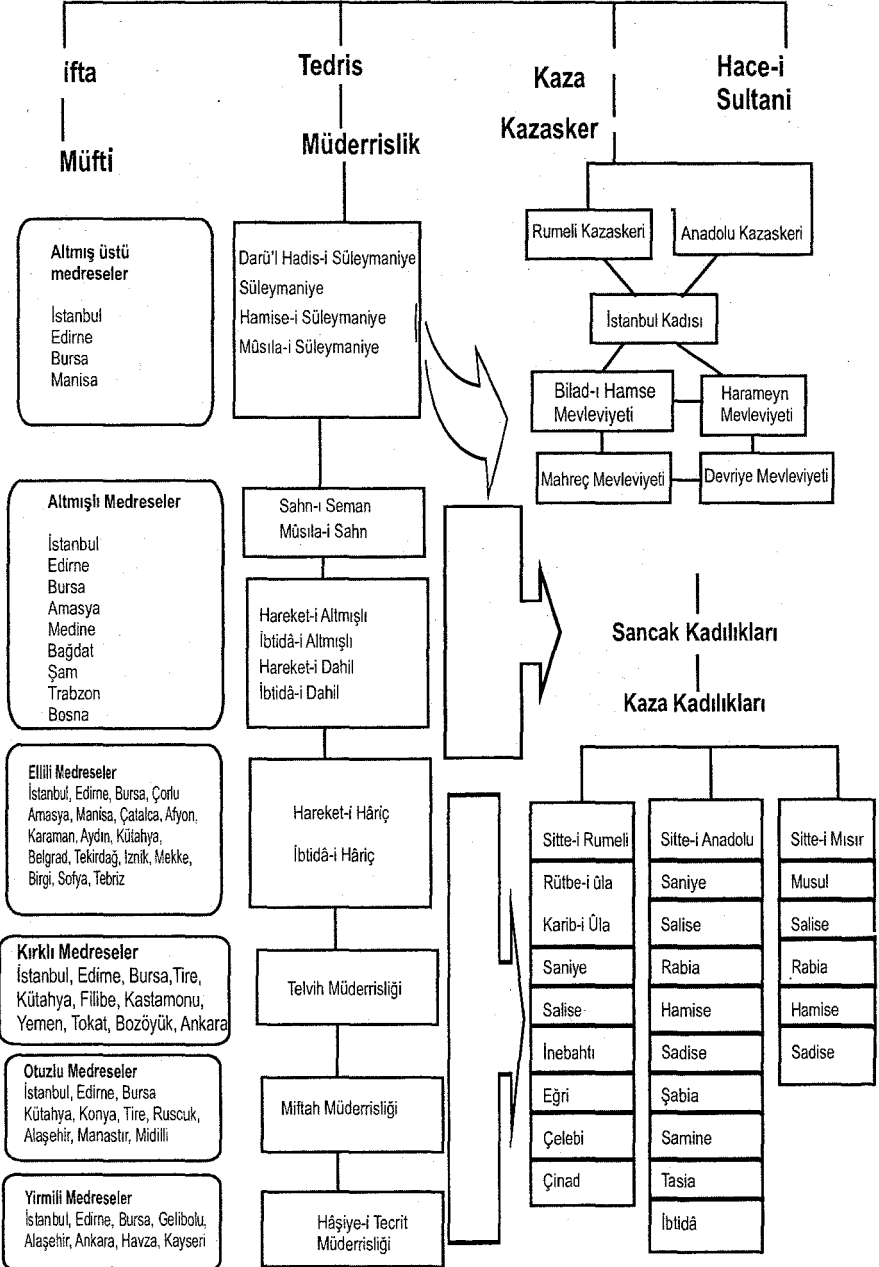 ifta
Müfti
Tedris
Müderrislik
Kaza
Kazasker
Hace-i
Sultani
Altmış üstü
medreseler
İstanbul
Edirne
Bursa
Manisa
Darü'l Hadis-i Süleymaniye
Süleymaniye
Hamise-i Süleymaniye
Mûsıla-i Süleymaniye
Rumeli Kazaskeri
Anadolu Kazaskeri
İstanbul Kadısı
Bilad-ı Hamse
Mevleviyeti
Harameyn
Mevleviyeti
Mahreç Mevleviyeti
Devriye Mevleviyeti
Altmışlı Medreseler
İstanbul
Edirne
Bursa
Amasya
Medine
Bağdat
Şam
Trabzon
Bosna
Sahn-ı Seman
Mûsıla-i Sahn
Hareket-i Altmışlı
İbtidâ-i Altmışlı
Hareket-i Dahil
İbtidâ-i Dahil
Sancak Kadılıkları
Kaza Kadılıkları
Ellili Medreseler
İstanbul, Edirne, Bursa, Çorlu
Amasya, Manisa, Çatalca, Afyon,
Karaman, Aydın, Kütahya,
Belgrad, Tekirdağ, Iznik, Mekke,
Birgi, Sofya, Tebriz
Hareket-i Hâriç
İbtidâ-i Hâriç
Kırklı Medreseler
İstanbul, Edirne, Bursa,Tire,
Kütahya, Filibe, Kastamonu,
Yemen, Tokat, Bozöyük, Ankara
Telvih Müderrisliği
Otuzlu Medreseler
İstanbul, Edirne, Bursa
Kütahya, Konya, Tire, Ruscuk,
Alaşehir, Manastır, Midilli
Miftah Müderrisliği
Yirmili Medreseler
İstanbul, Edirne, Bursa, Gelibolu,
Alaşehir, Ankara, Havza, Kayseri
Hâşiye-i Tecrit
Müderrisliği
Sitte-i Rumeli
Rütbe-i ûla
Karib-i Ûla
Saniye
Salise
İnebahtı
Eğri
Çelebi
Çinad
Sitte-i Anadolu
Saniye
Salise
Rabia
Hamise
Sadise
Şabia
Samine
Tasia
İbtidâ
Sitte-i Mısır
Musul
Salise
Rabia
Hamise
Sadise